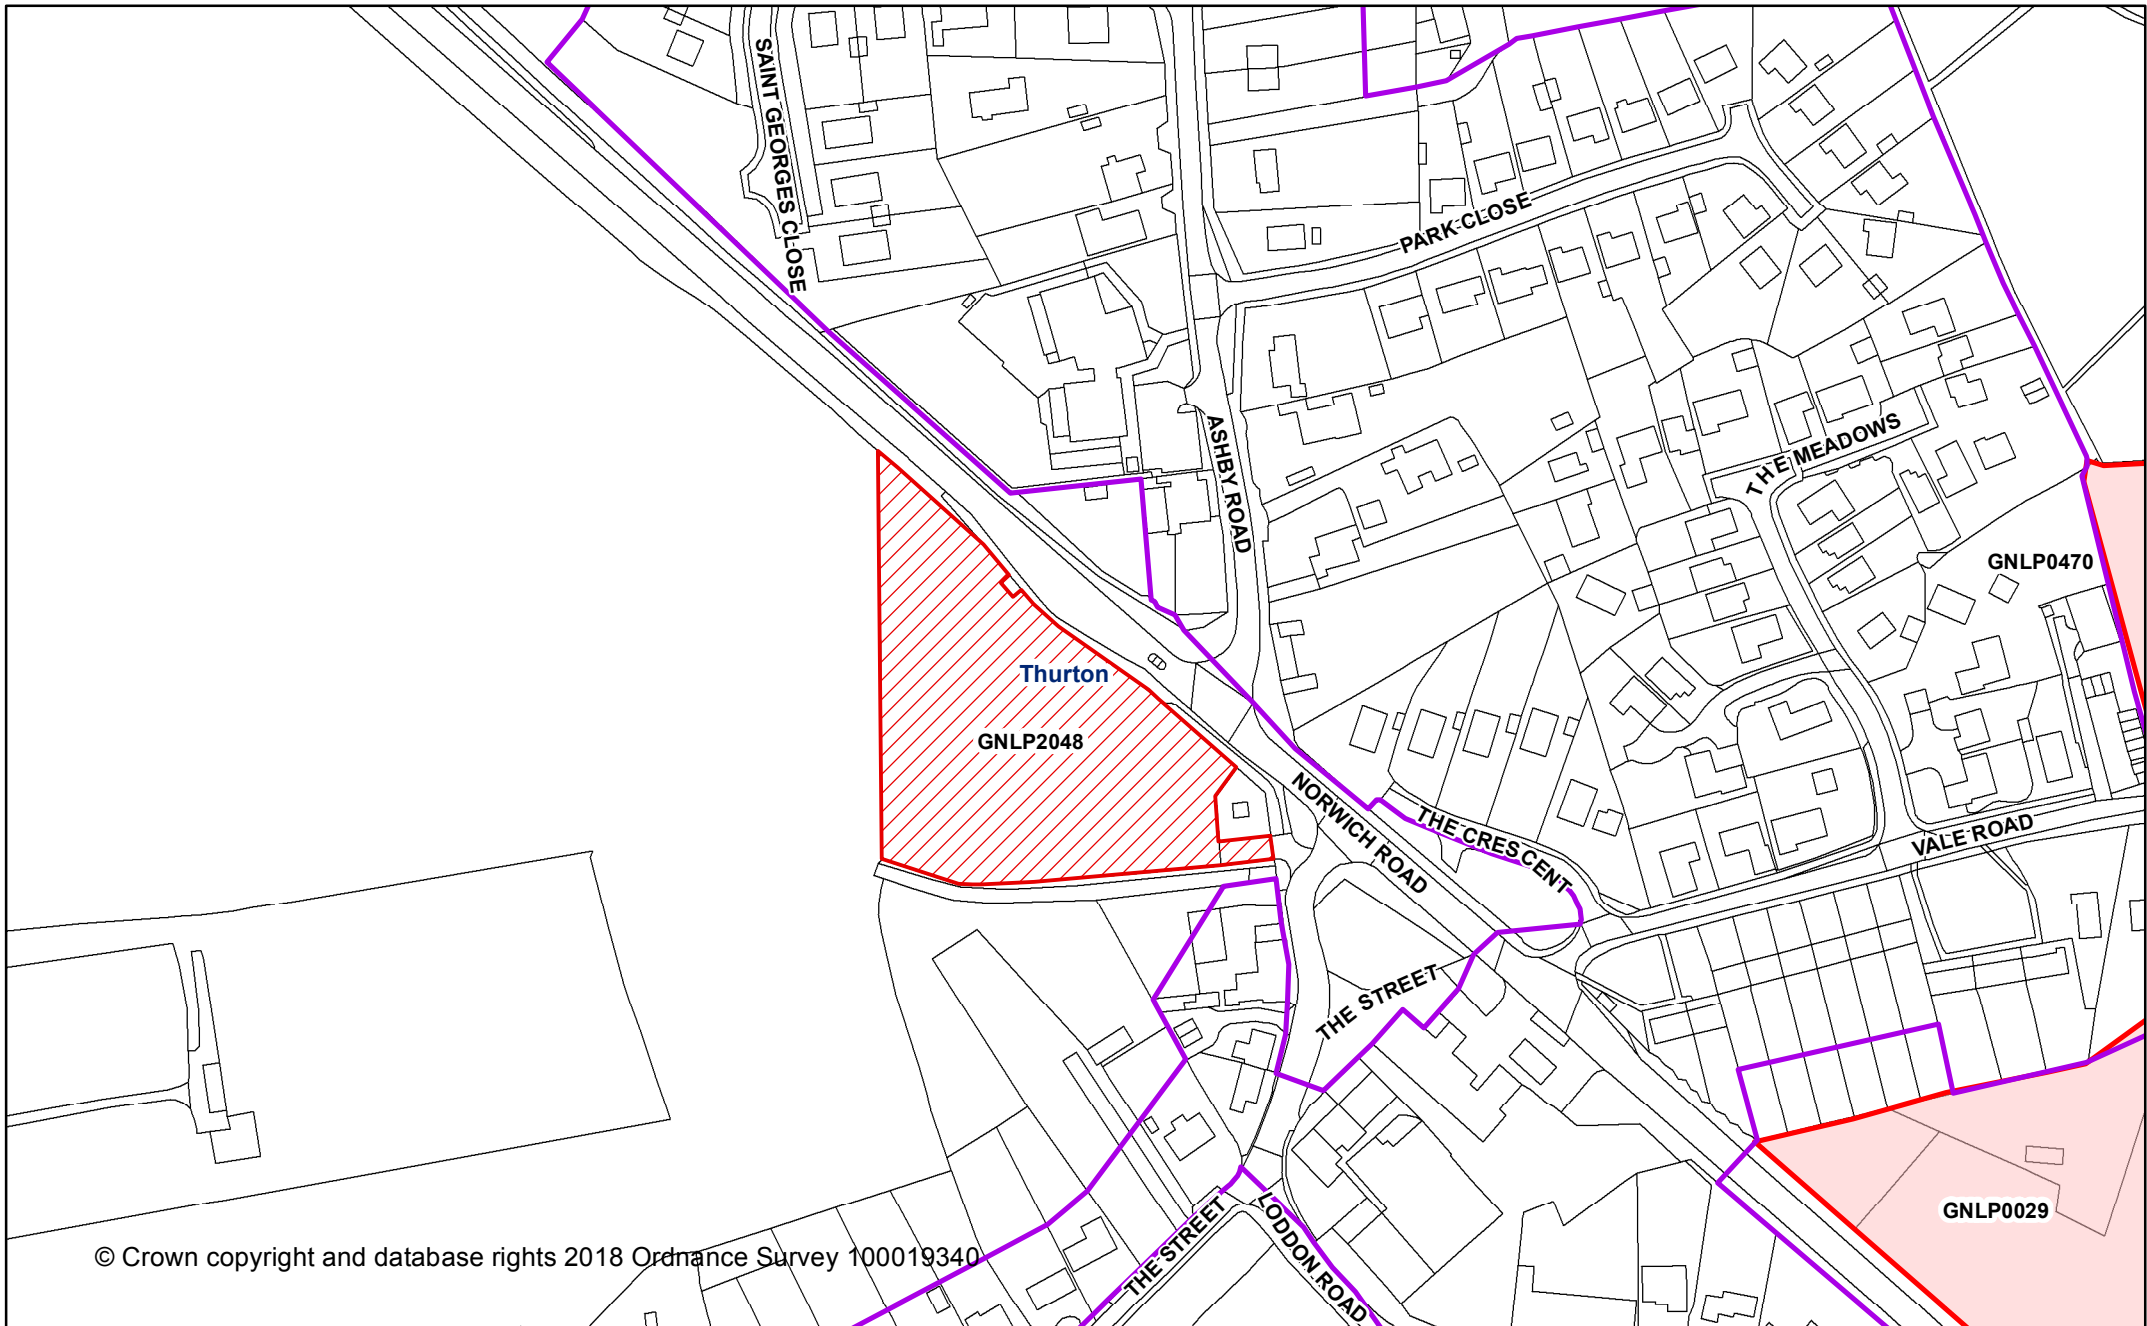 SAINT GEORGES CLOSE
PARK CLOSE
ASHBY ROAD
THE MEADOWS
GNLP0470
Thurton
GNLP2048
NORWICH ROAD
THE CRESCENT
VALE ROAD
THE STREET
GNLP0029
THE STREET
LODDON ROAD
© Crown copyright and database rights 2018 Ordnance Survey 100019340